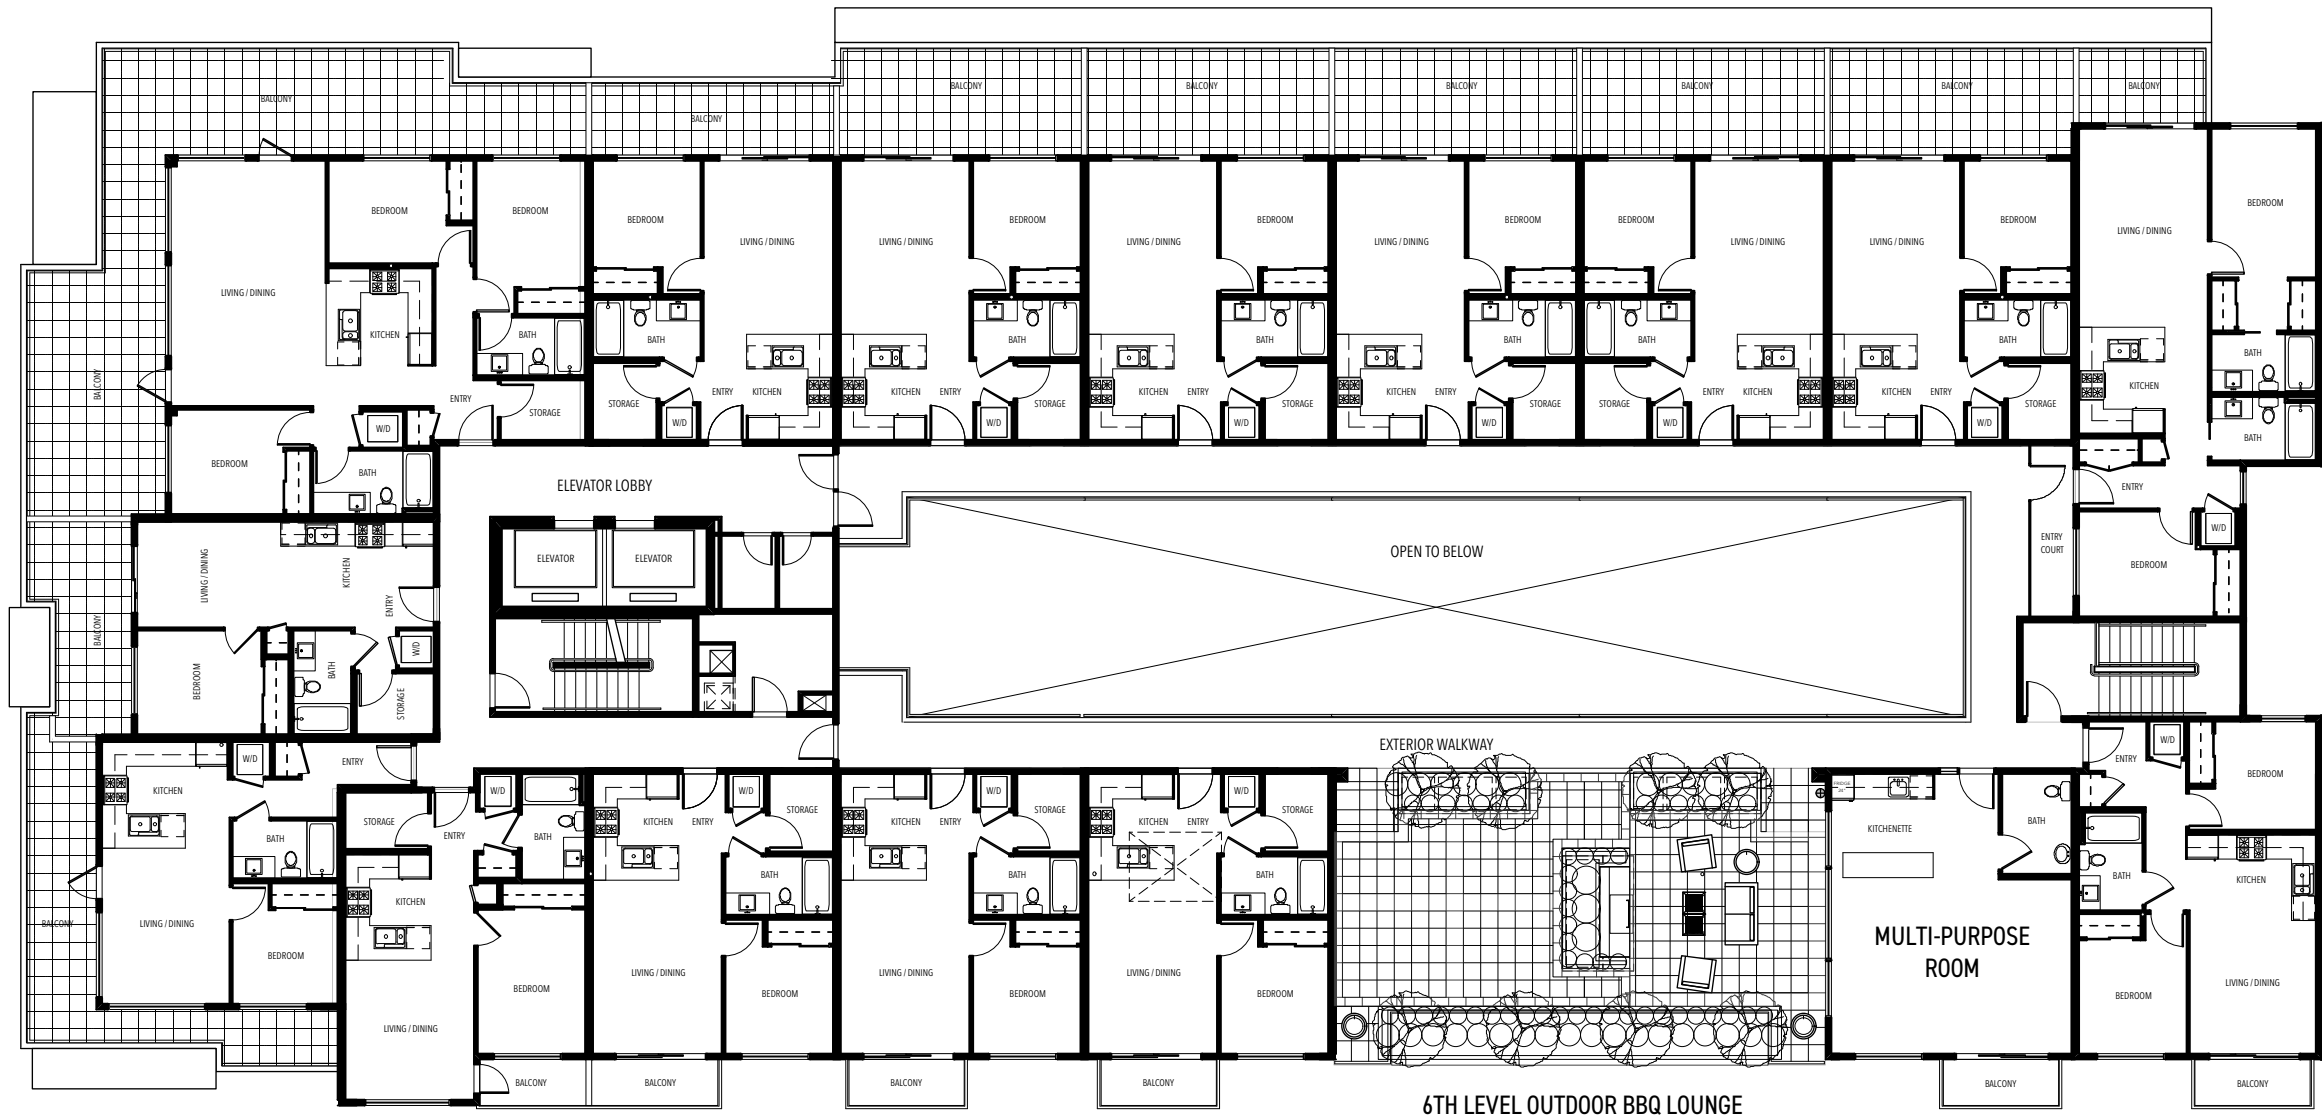 BALCONY
BALCONY
BALCONY
BALCONY
BALCONY
BALCONY
BALCONY
BALCONY
BEDROOM
BEDROOM
BEDROOM
LIVING / DINING
LIVING / DINING
BEDROOM
LIVING / DINING
BEDROOM
LIVING / DINING
BEDROOM
BEDROOM
LIVING / DINING
LIVING / DINING
BEDROOM
LIVING / DINING
BEDROOM
LIVING / DINING
KITCHEN
BATH
BATH
BATH
BATH
BATH
BATH
BATH
BATH
KITCHEN
BALCONY
ENTRY
STORAGE
STORAGE
W/D
ENTRY
KITCHEN
KITCHEN
ENTRY
W/D
STORAGE
KITCHEN
ENTRY
W/D
STORAGE
KITCHEN
ENTRY
W/D
STORAGE
STORAGE
W/D
ENTRY
KITCHEN
KITCHEN
ENTRY
W/D
STORAGE
W/D
BATH
BEDROOM
BATH
ELEVATOR LOBBY
ENTRY
W/D
ELEVATOR
ELEVATOR
OPEN TO BELOW
ENTRY
COURT
BEDROOM
LIVING / DINING
KITCHEN
ENTRY
BALCONY
BEDROOM
BATH
W/D
STORAGE
EXTERIOR WALKWAY
W/D
ENTRY
ENTRY
W/D
BEDROOM
KITCHEN
W/D
STORAGE
ENTRY
BATH
KITCHEN
ENTRY
W/D
STORAGE
KITCHEN
ENTRY
W/D
STORAGE
KITCHEN
ENTRY
W/D
STORAGE
FRIDGE
KITCHENETTE
BATH
BATH
BATH
BATH
BATH
BATH
KITCHEN
KITCHEN
BALCONY
LIVING / DINING
BEDROOM
BEDROOM
LIVING / DINING
LIVING / DINING
BEDROOM
LIVING / DINING
BEDROOM
LIVING / DINING
BEDROOM
MULTI-PURPOSE
ROOM
BEDROOM
LIVING / DINING
BALCONY
BALCONY
BALCONY
BALCONY
BALCONY
BALCONY
6TH LEVEL OUTDOOR BBQ LOUNGE